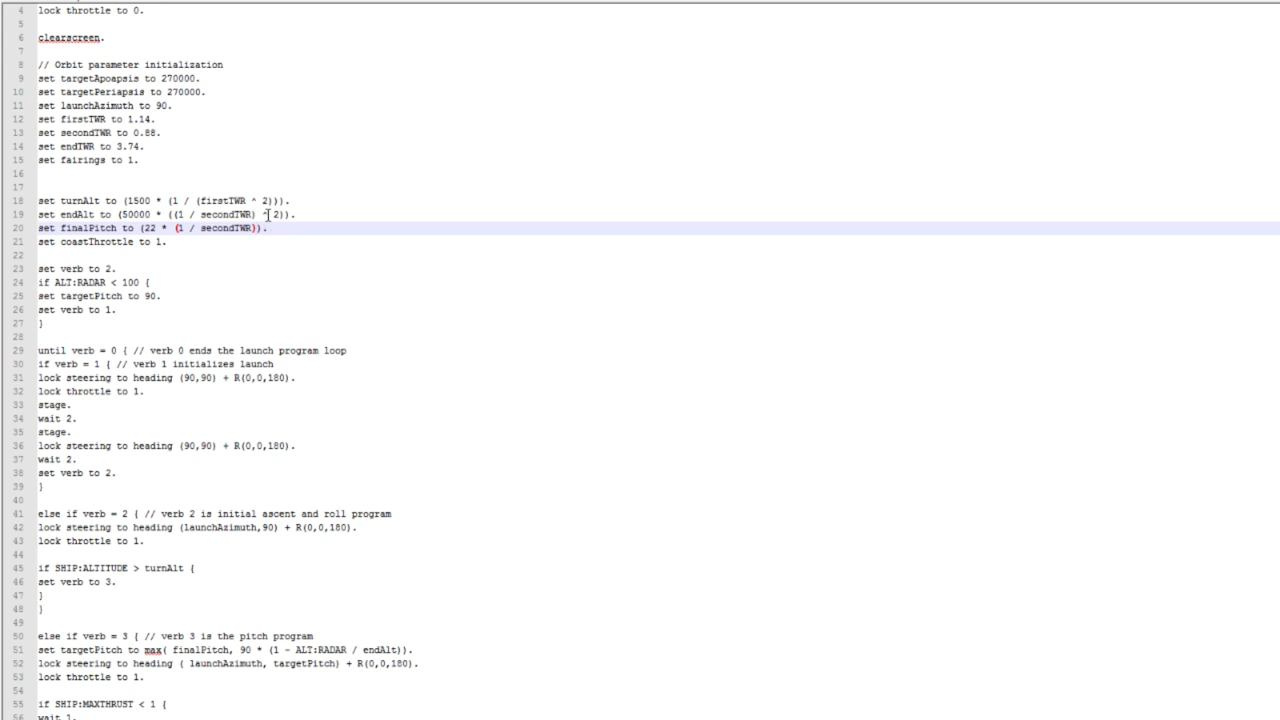 4 lock throttle to 0.
5
6 clearscreen.
7
8 // Orbit parameter initialization
9 set targetApoapsis to 270000.
10 set targetPeriapsis to 270000.
11 set launchAzimuth to 90.
12 set firstTWR to 1.14.
13 set secondTWR to 0.88.
14 set endTWR to 3.74.
15 set fairings to 1.
16
17
18 set turnAlt to (1500 * (1 / (firstTWR ^ 2))).
19 set endAlt to (50000 * ((1 / secondTWR) ^ 2)).
20 set finalPitch to (22 * (1 / secondTWR)).
21 set coastThrottle to 1.
22
23 set verb to 2.
24 if ALT:RADAR < 100 {
25 set targetPitch to 90.
26 set verb to 1.
27 }
28
29 until verb = 0 { // verb 0 ends the launch program loop
30 if verb = 1 { // verb 1 initializes launch
31 lock steering to heading (90,90) + R(0,0,180).
32 lock throttle to 1.
33 stage.
34 wait 2.
35 stage.
36 lock steering to heading (90,90) + R(0,0,180).
37 wait 2.
38 set verb to 2.
39 }
40
41 else if verb = 2 { // verb 2 is initial ascent and roll program
42 lock steering to heading (launchAzimuth,90) + R(0,0,180).
43 lock throttle to 1.
44
45 if SHIP:ALTITUDE > turnAlt {
46 set verb to 3.
47 }
48 }
49
50 else if verb = 3 { // verb 3 is the pitch program
51 set targetPitch to max( finalPitch, 90 * (1 - ALT:RADAR / endAlt)).
52 lock steering to heading ( launchAzimuth, targetPitch) + R(0,0,180).
53 lock throttle to 1.
54
55 if SHIP:MAXTHRUST < 1 {
56 wait 1.